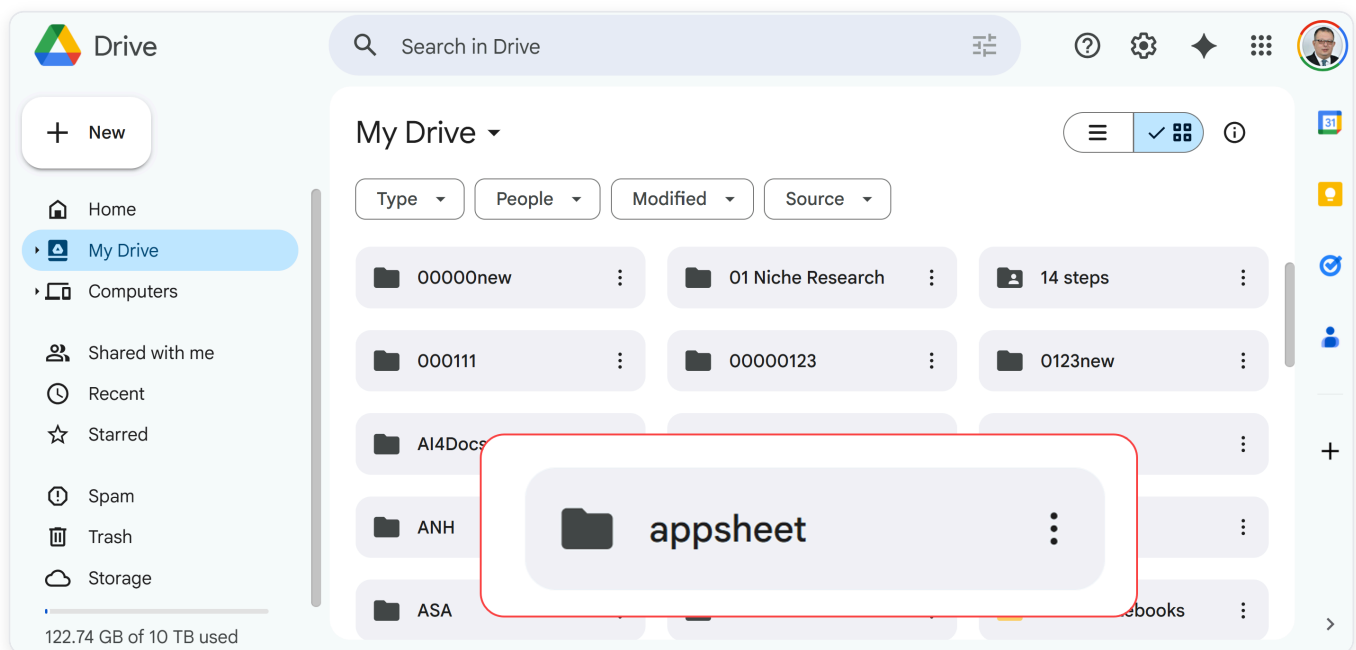 Drive
Search in Drive
New
My Drive
Type
People
Modified
Source
Home
My Drive
Computers
Shared with me
Recent
Starred
Spam
Trash
Storage
122.74 GB of 10 TB used
00000new
01 Niche Research
14 steps
000111
00000123
0123new
AI4Docs
ANH
appsheet
ASA
31